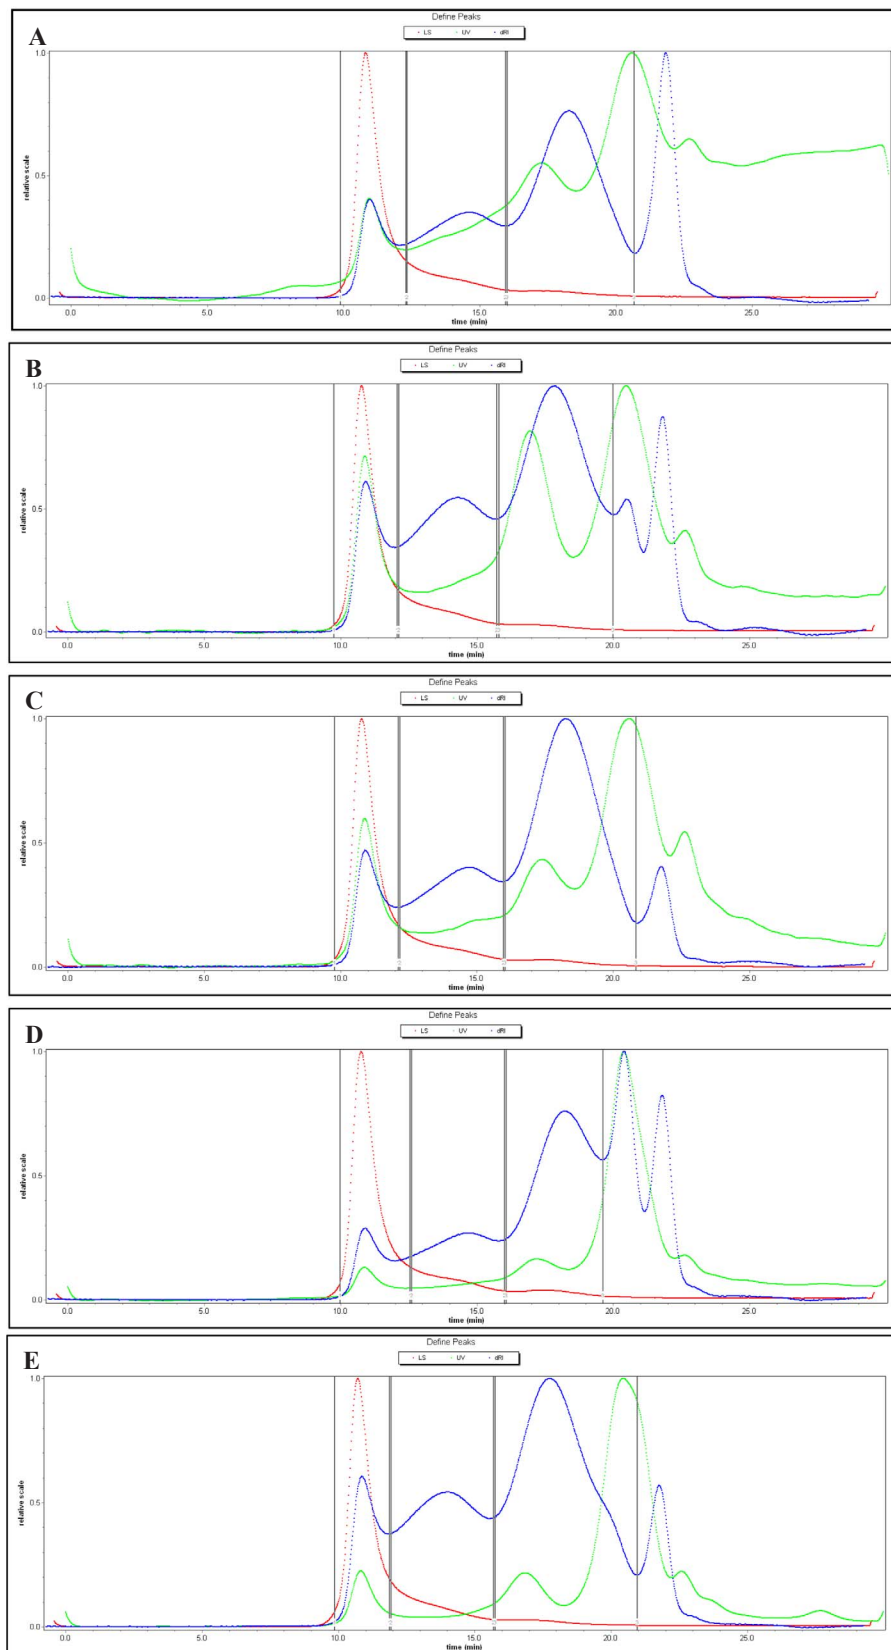 A
Define Peaks
LS UV dRI
relative scale
1.0
0.5
0.0
0.0 5.0 10.0 15.0 20.0 25.0
time (min)
B
Define Peaks
LS UV dRI
relative scale
1.0
0.5
0.0
0.0 5.0 10.0 15.0 20.0 25.0
time (min)
C
Define Peaks
LS UV dRI
relative scale
1.0
0.5
0.0
0.0 5.0 10.0 15.0 20.0 25.0
time (min)
D
Define Peaks
LS UV dRI
relative scale
1.0
0.5
0.0
0.0 5.0 10.0 15.0 20.0 25.0
time (min)
E
Define Peaks
LS UV dRI
relative scale
1.0
0.5
0.0
0.0 5.0 10.0 15.0 20.0 25.0
time (min)